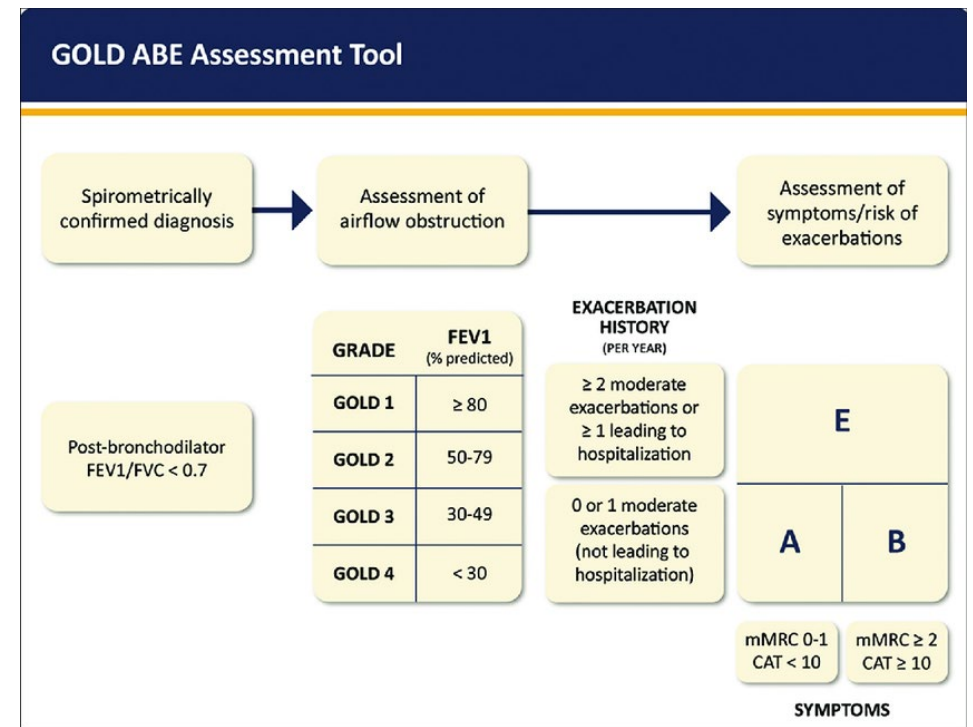 GOLD ABE Assessment Tool
Spirometrically
confirmed diagnosis
Assessment of
airflow obstruction
Assessment of
symptoms/risk of
exacerbations
Post-bronchodilator
FEV1/FVC < 0.7
GRADE
FEV1
(% predicted)
GOLD 1
≥ 80
GOLD 2
50-79
GOLD 3
30-49
GOLD 4
< 30
EXACERBATION
HISTORY
(PER YEAR)
≥ 2 moderate
exacerbations or
≥ 1 leading to
hospitalization
0 or 1 moderate
exacerbations
(not leading to
hospitalization)
E
A
B
mMRC 0-1
CAT < 10
mMRC ≥ 2
CAT ≥ 10
SYMPTOMS